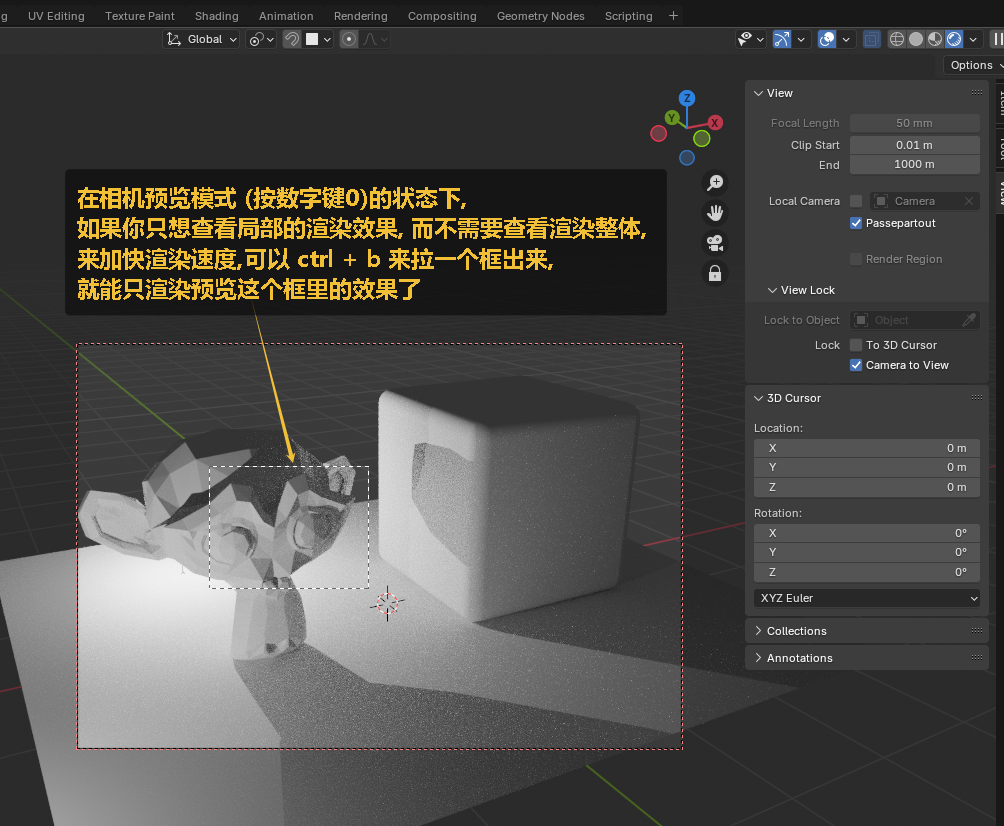 g UV Editing Texture Paint Shading Animation Rendering Compositing Geometry Nodes Scripting +
Global
Options
View
Focal Length 50 mm
Clip Start 0.01 m
End 1000 m
Local Camera Camera
Passepartout
Render Region
View Lock
Lock to Object Object
Lock To 3D Cursor
Camera to View
3D Cursor
Location:
X 0 m
Y 0 m
Z 0 m
Rotation:
X 0°
Y 0°
Z 0°
XYZ Euler
Collections
Annotations
Z
Y
X
在相机预览模式 (按数字键0)的状态下,
如果你只想查看局部的渲染效果, 而不需要查看渲染整体,
来加快渲染速度,可以 ctrl + b 来拉一个框出来,
就能只渲染预览这个框里的效果了